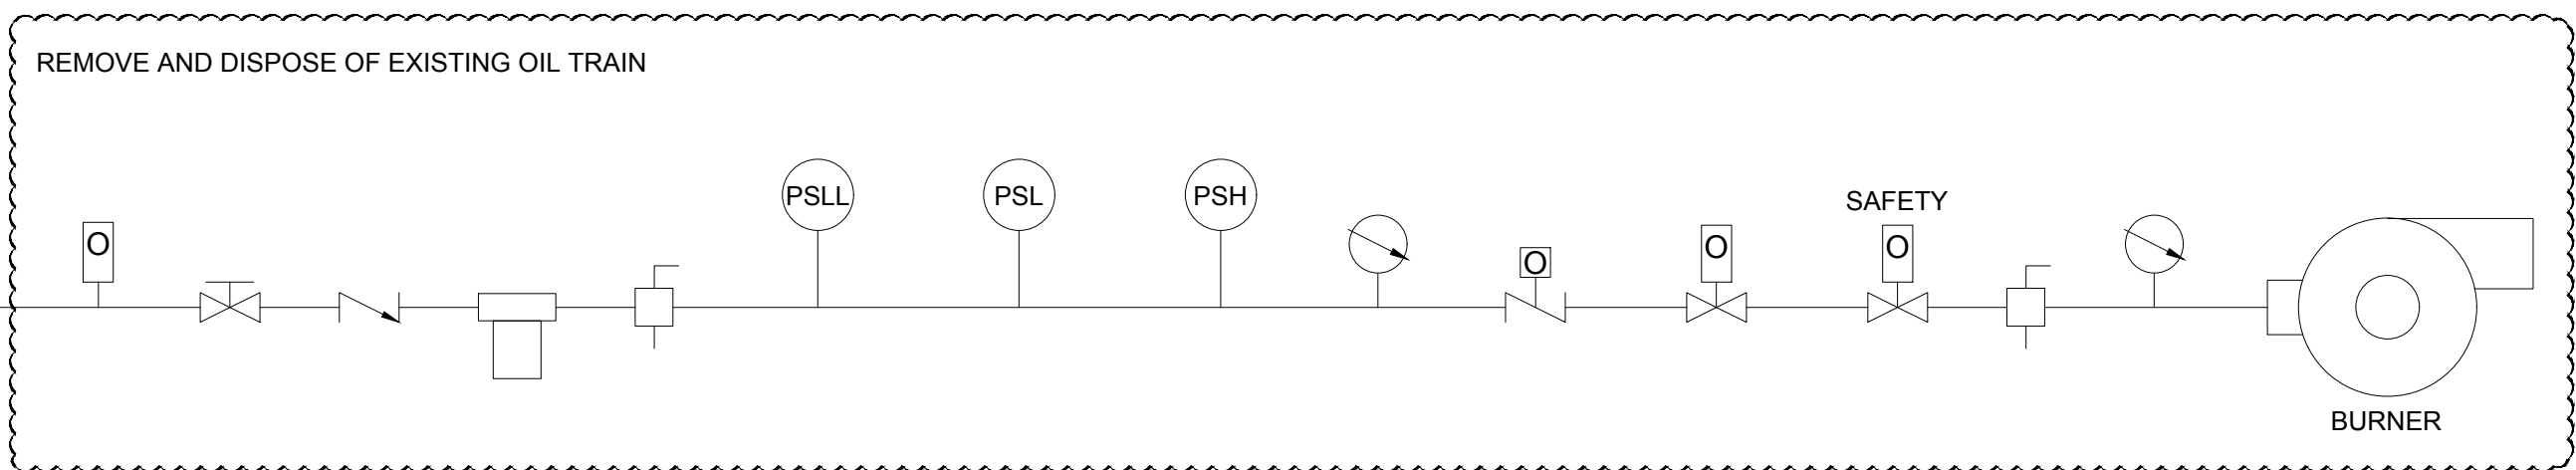 REMOVE AND DISPOSE OF EXISTING OIL TRAIN
PSLL
PSL
PSH
SAFETY
O
O
O
O
BURNER